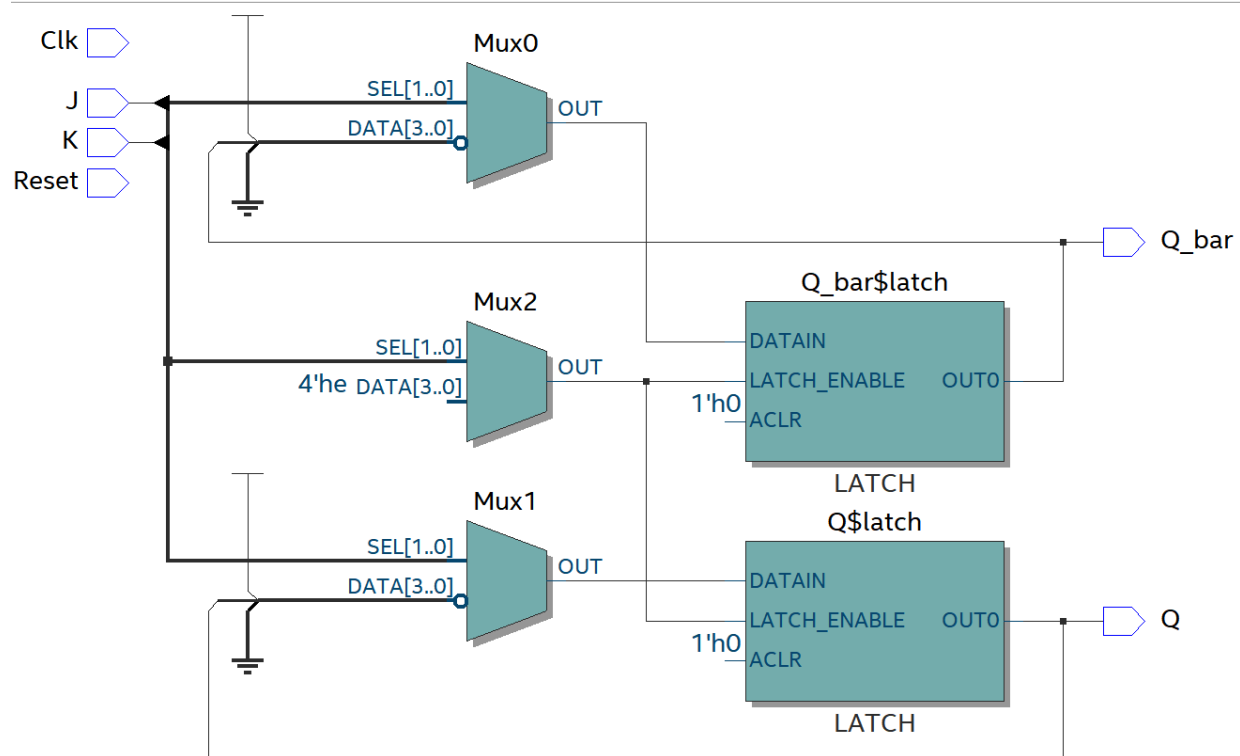 Clk
J
K
Reset
Mux0
SEL[1..0]
DATA[3..0]
OUT
Q_bar
Mux2
SEL[1..0]
4'he DATA[3..0]
OUT
Q_bar$latch
DATAIN
LATCH_ENABLE OUT0
1'h0 ACLR
LATCH
Mux1
SEL[1..0]
DATA[3..0]
OUT
Q$latch
DATAIN
LATCH_ENABLE OUT0
1'h0 ACLR
LATCH
Q